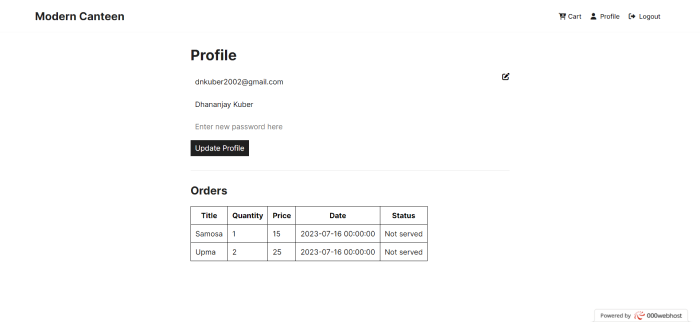 Modern Canteen
Cart Profile Logout
Profile
dnkuber2002@gmail.com
Dhananjay Kuber
Enter new password here
Update Profile
Orders
Title Quantity Price Date Status
Samosa 1 15 2023-07-16 00:00:00 Not served
Upma 2 25 2023-07-16 00:00:00 Not served
Powered by 000webhost